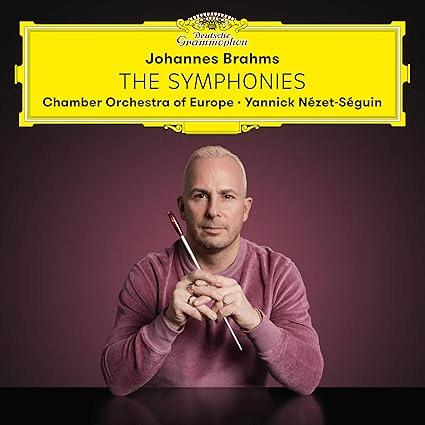 Deutsche
Grammophon
Johannes Brahms
THE SYMPHONIES
Chamber Orchestra of Europe • Yannick Nézet-Séguin